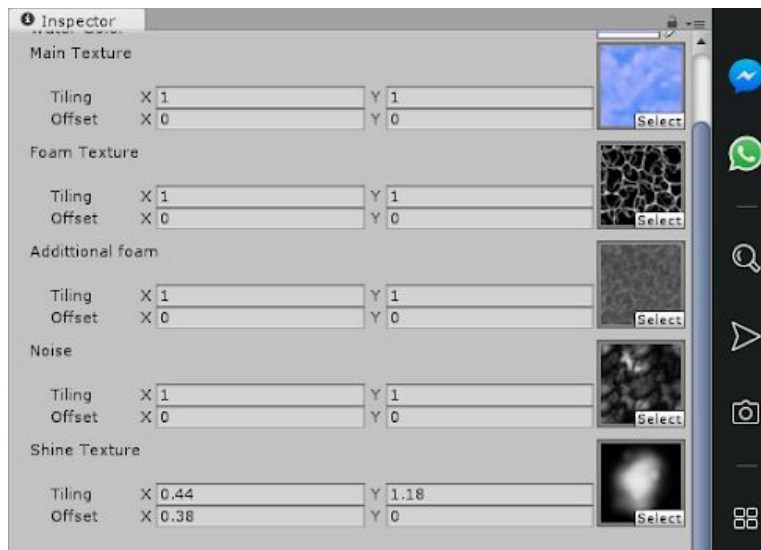 Inspector
Water Color
Main Texture
Tiling X 1 Y 1
Offset X 0 Y 0
Select
Foam Texture
Tiling X 1 Y 1
Offset X 0 Y 0
Select
Addittional foam
Tiling X 1 Y 1
Offset X 0 Y 0
Select
Noise
Tiling X 1 Y 1
Offset X 0 Y 0
Select
Shine Texture
Tiling X 0.44 Y 1.18
Offset X 0.38 Y 0
Select